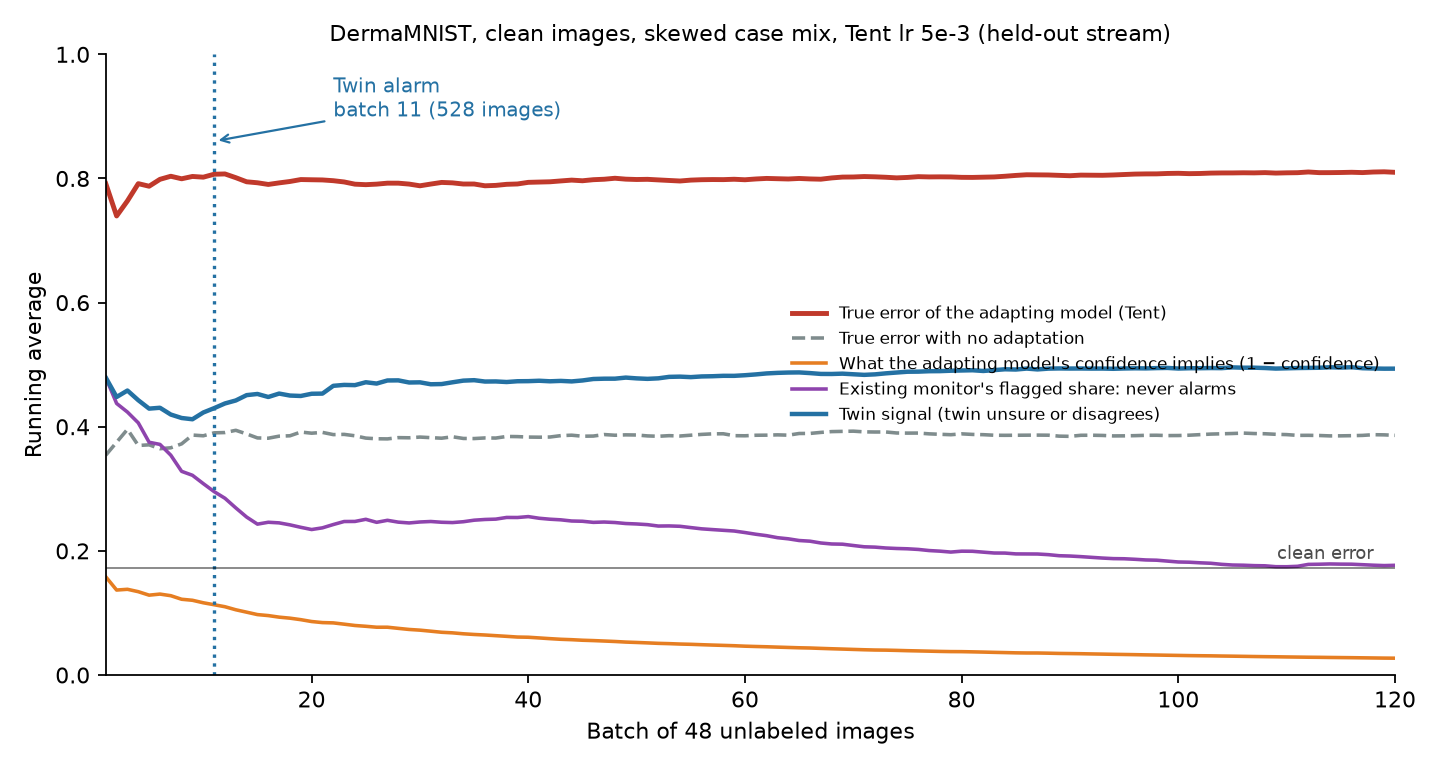 DermaMNIST, clean images, skewed case mix, Tent lr 5e-3 (held-out stream)
1.0
0.8
0.6
0.4
0.2
0.0
Running average
Twin alarm
batch 11 (528 images)
True error of the adapting model (Tent)
True error with no adaptation
What the adapting model's confidence implies (1 − confidence)
Existing monitor's flagged share: never alarms
Twin signal (twin unsure or disagrees)
clean error
20
40
60
80
100
120
Batch of 48 unlabeled images